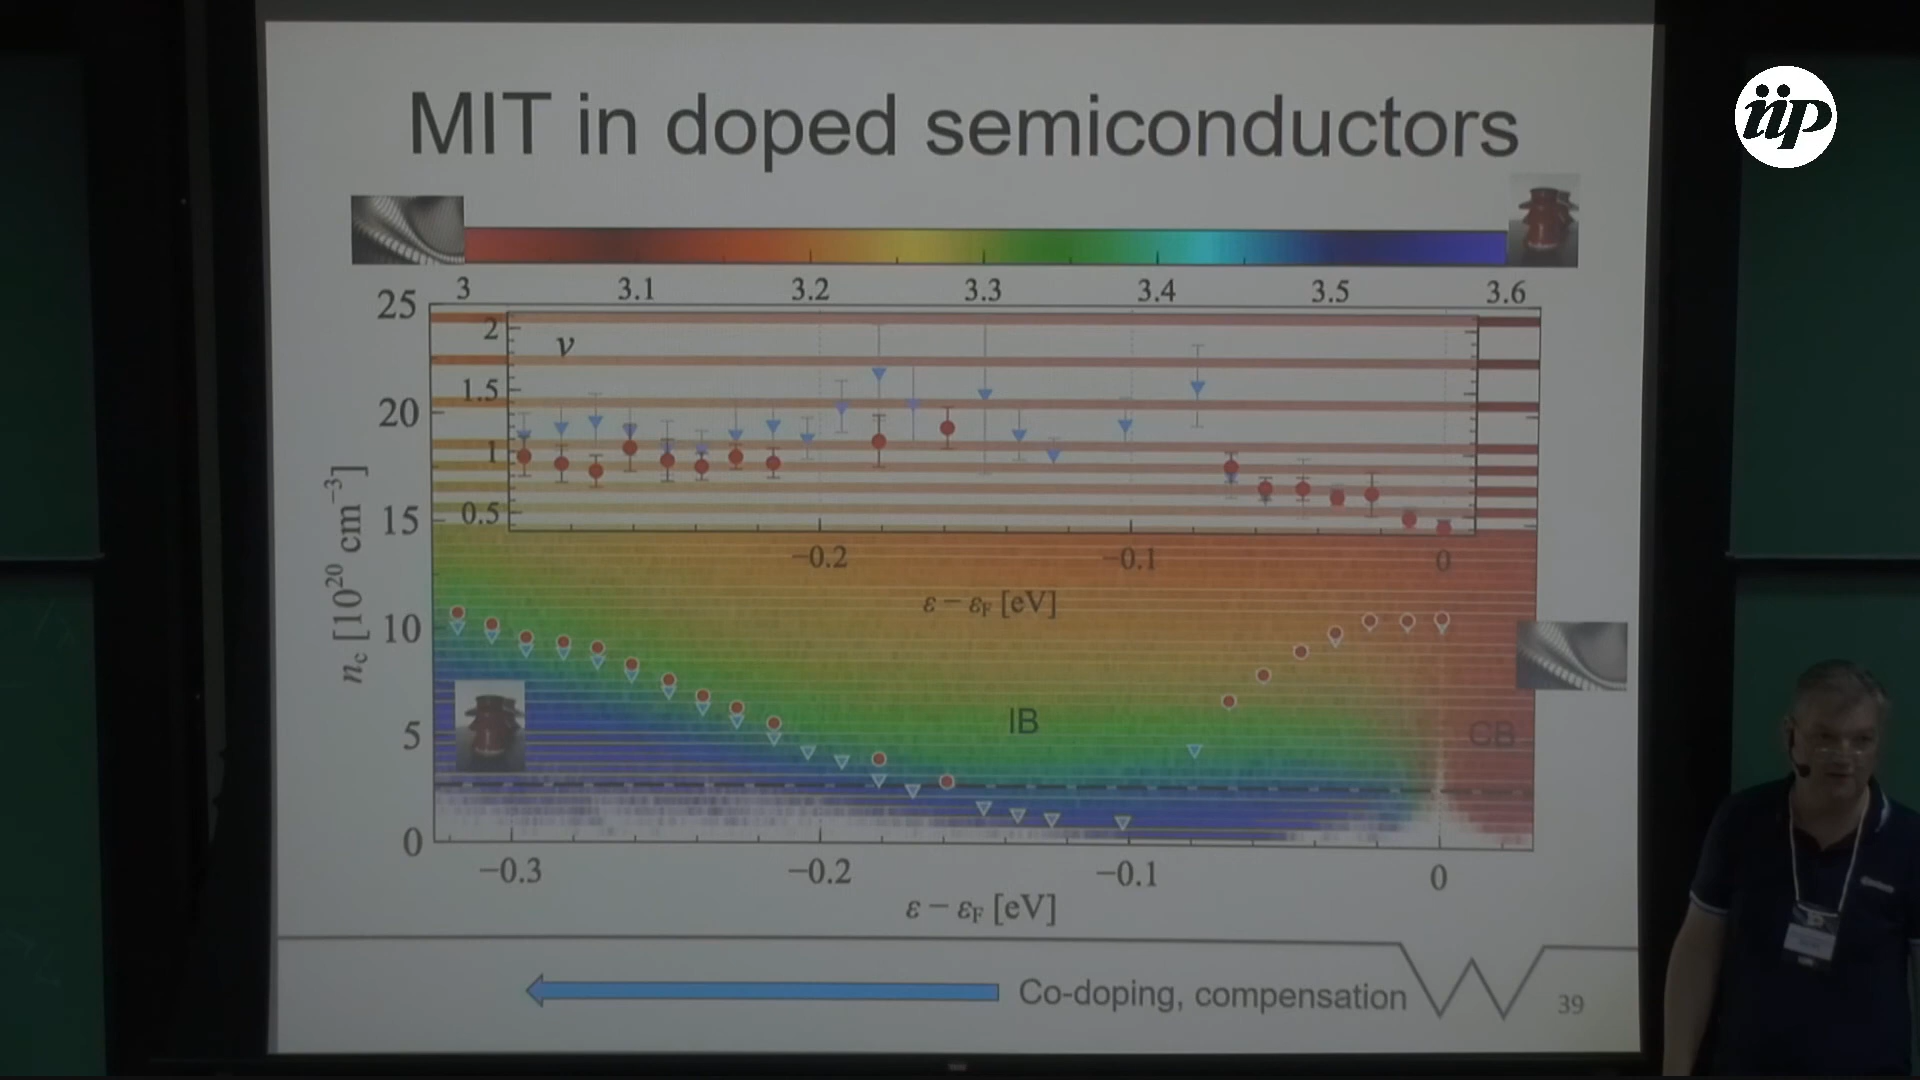 MIT in doped semiconductors
iip
3 3.1 3.2 3.3 3.4 3.5 3.6
25
20
15
10
5
0
n_c [10^20 cm^−3]
ν
2
1.5
1
0.5
−0.2 −0.1 0
ε − ε_F [eV]
IB
CB
−0.3 −0.2 −0.1 0
ε − ε_F [eV]
Co-doping, compensation
39